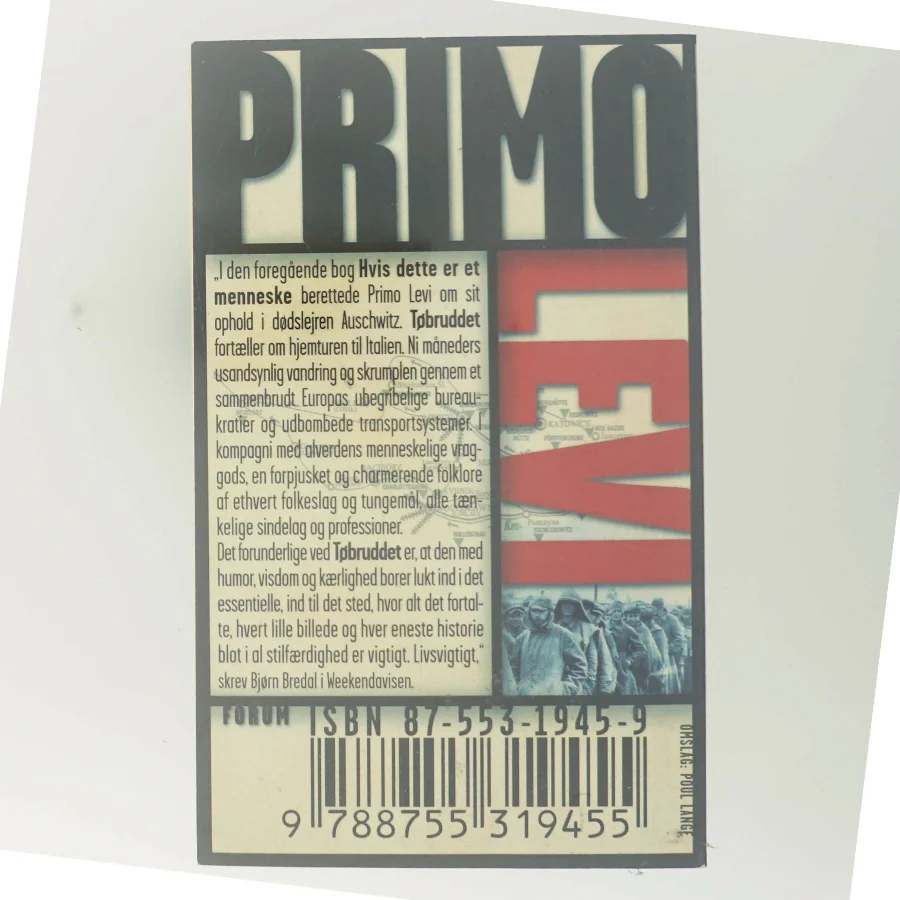 PRIMO
LEVI
„I den foregående bog Hvis dette er et
menneske berettede Primo Levi om sit
ophold i dødslejren Auschwitz. Tøbruddet
fortæller om hjemturen til Italien. Ni måneders
usandsynlig vandring og skrumplen gennem et
sammenbrudt Europas ubegribelige bureau-
kratier og udbombede transportsystemer. I
kompagni med alverdens menneskelige vrag-
gods, en forpjusket og charmerende folklore
af ethvert folkeslag og tungemål, alle tæn-
kelige sindelag og professioner.
Det forunderlige ved Tøbruddet er, at den med
humor, visdom og kærlighed borer lukt ind i det
essentielle, ind til det sted, hvor alt det fortal-
te, hvert lille billede og hver eneste historie
blot i al stilfærdighed er vigtigt. Livsvigtigt,“
skrev Bjørn Bredal i Weekendavisen.
KATOWICE
FORUM
ISBN 87-553-1945-9
9 788755 319455
OMSLAG: POUL LANGE